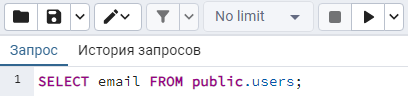 No limit
Запрос История запросов
1 SELECT email FROM public.users;